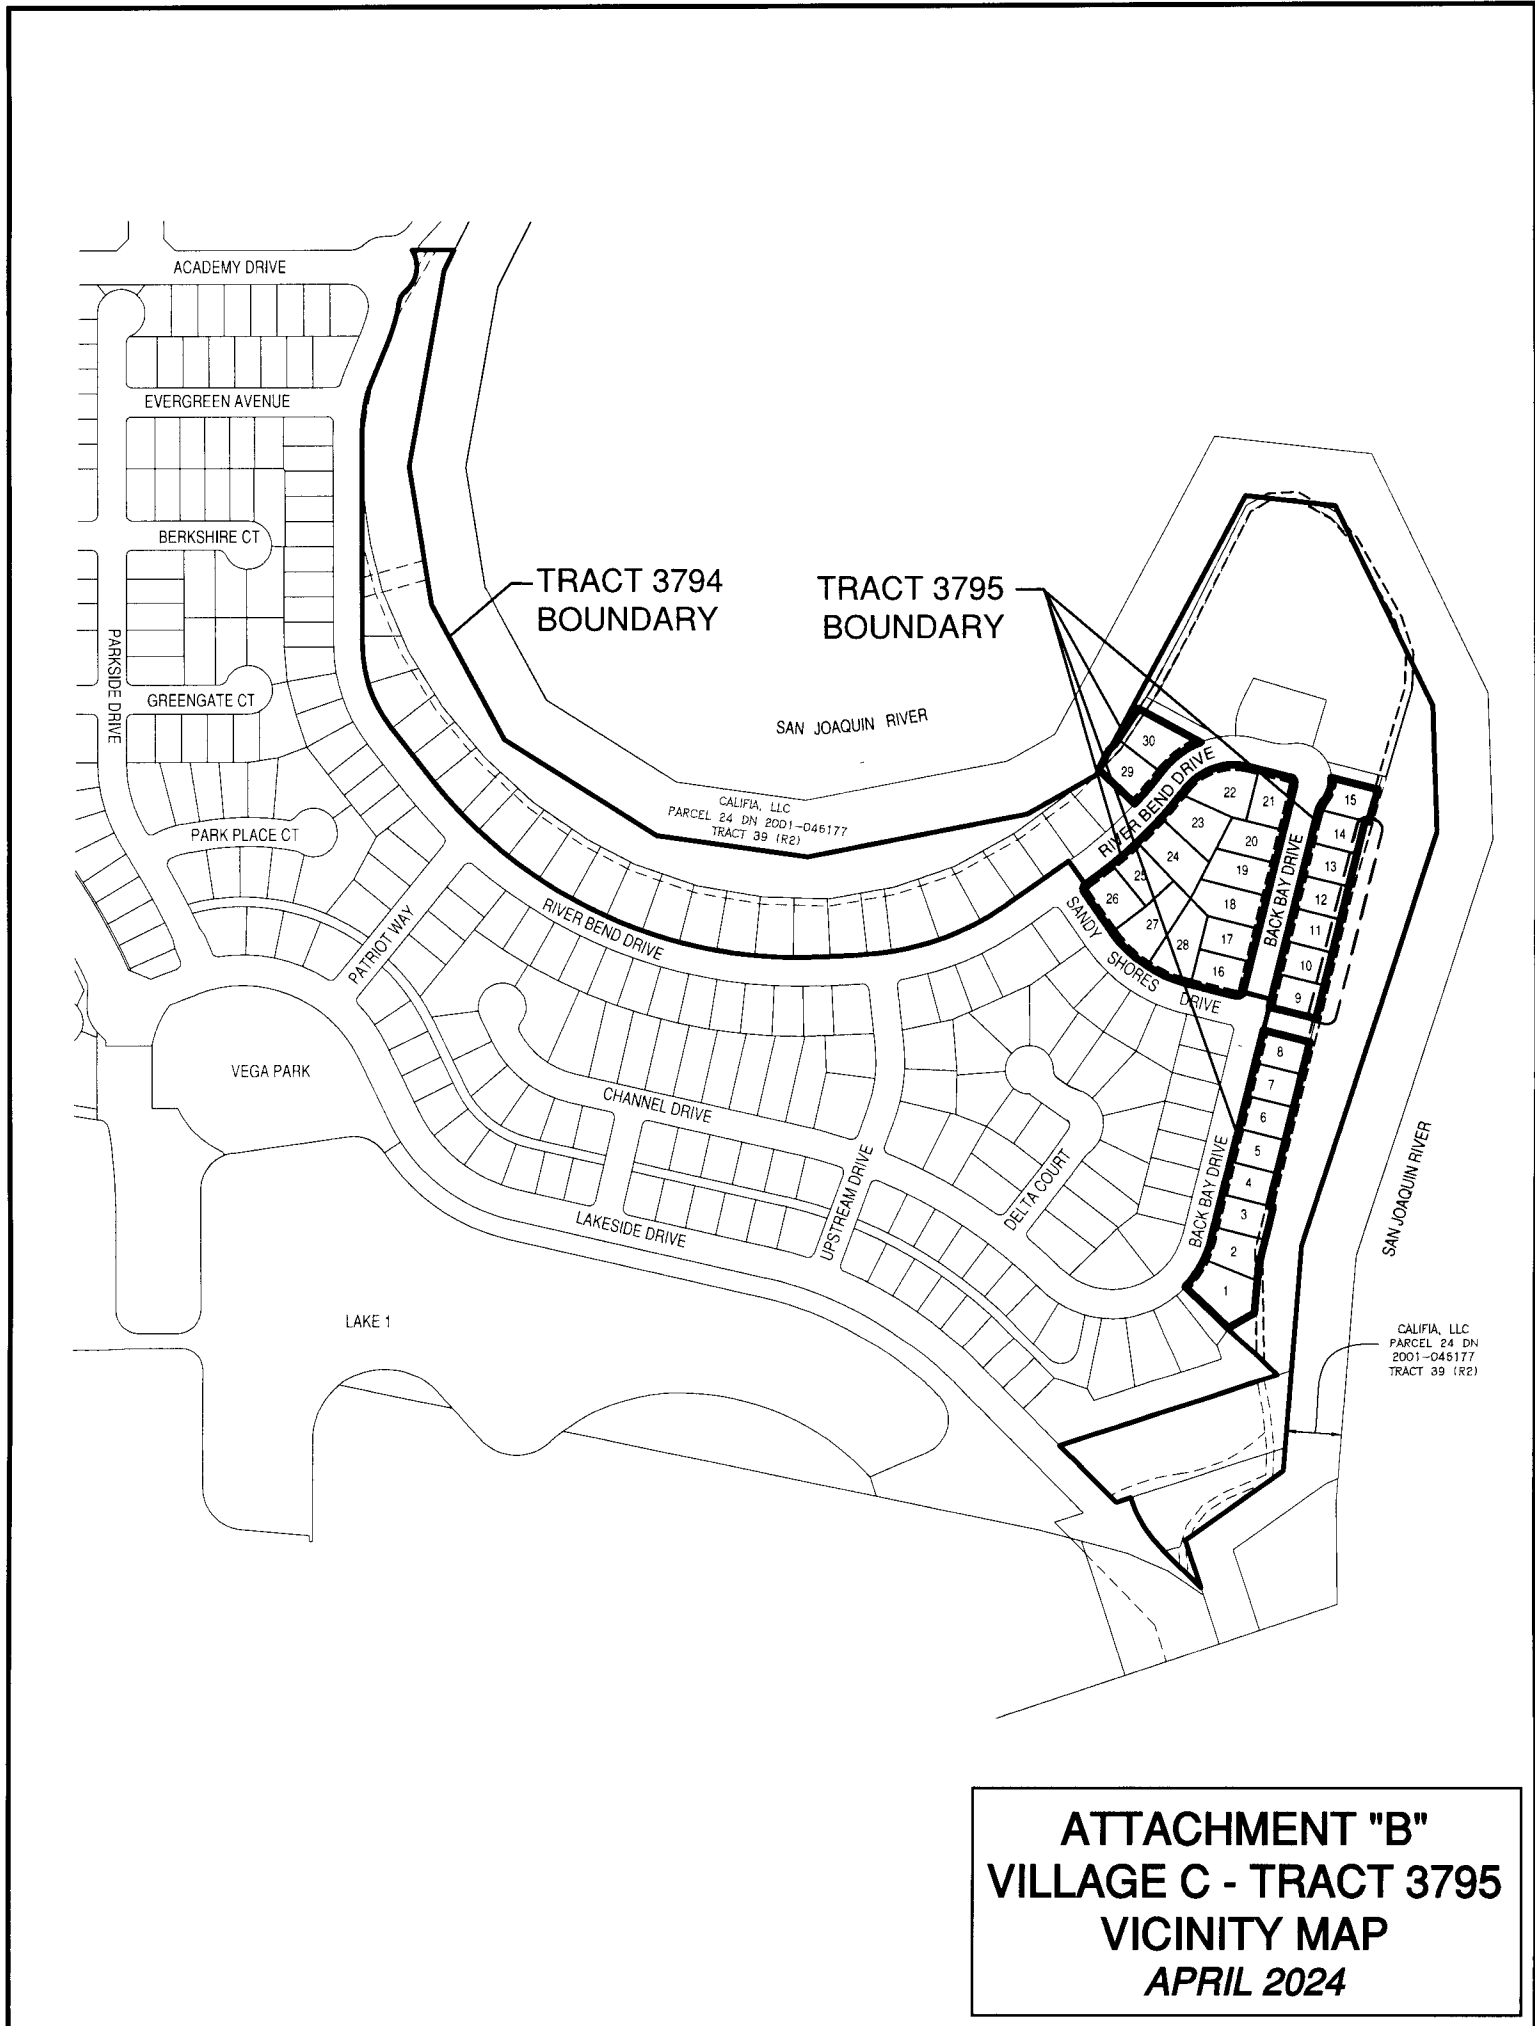 ACADEMY DRIVE
EVERGREEN AVENUE
BERKSHIRE CT
PARKSIDE DRIVE
GREENGATE CT
PARK PLACE CT
PATRIOT WAY
RIVER BEND DRIVE
VEGA PARK
CHANNEL DRIVE
LAKESIDE DRIVE
UPSTREAM DRIVE
DELTA COURT
LAKE 1
TRACT 3794
BOUNDARY
TRACT 3795
BOUNDARY
SAN JOAQUIN RIVER
CALIFIA, LLC
PARCEL 24 DN 2001-046177
TRACT 39 (R2)
RIVER BEND DRIVE
SANDY SHORES DRIVE
BACK BAY DRIVE
30
29
22
21
23
20
24
19
25
26
18
27
17
28
16
15
14
13
12
11
10
9
8
7
6
5
4
3
2
1
BACK BAY DRIVE
SAN JOAQUIN RIVER
CALIFIA, LLC
PARCEL 24 DN
2001-046177
TRACT 39 (R2)
ATTACHMENT "B"
VILLAGE C - TRACT 3795
VICINITY MAP
APRIL 2024